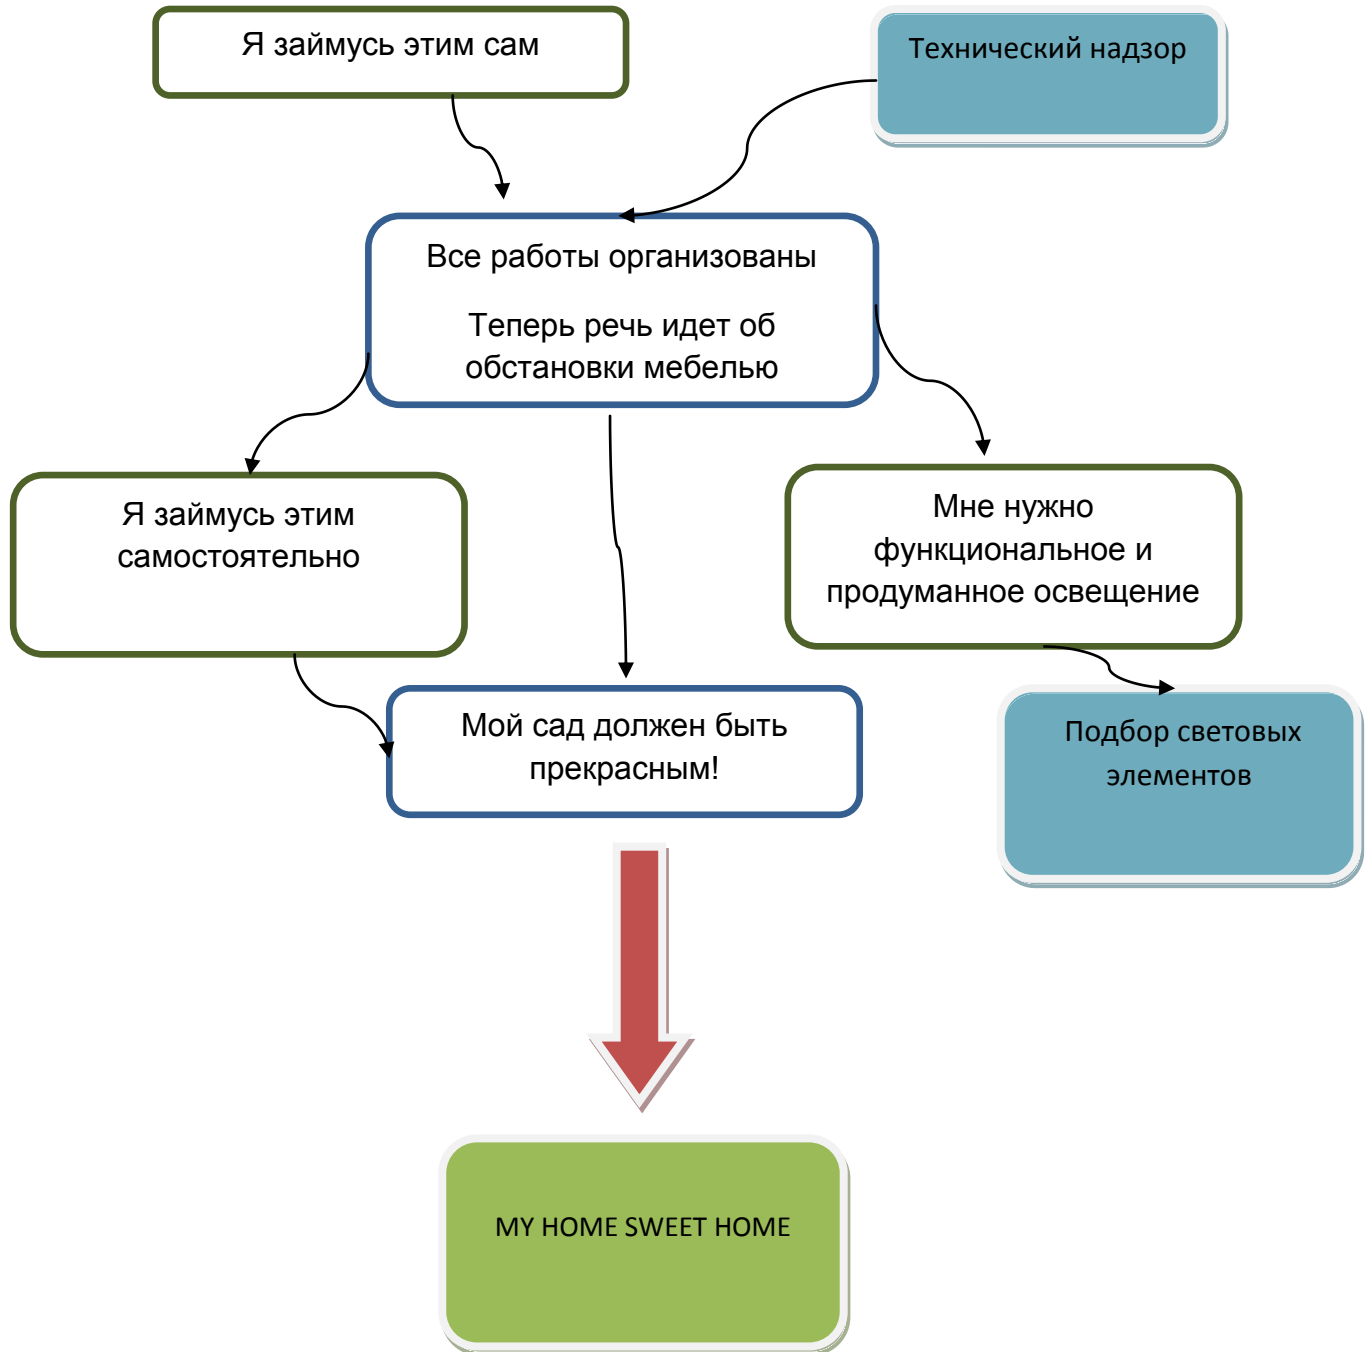 Я займусь этим сам
Технический надзор
Все работы организованы
Теперь речь идет об
обстановки мебелью
Я займусь этим
самостоятельно
Мне нужно
функциональное и
продуманное освещение
Мой сад должен быть
прекрасным!
Подбор световых
элементов
MY HOME SWEET HOME